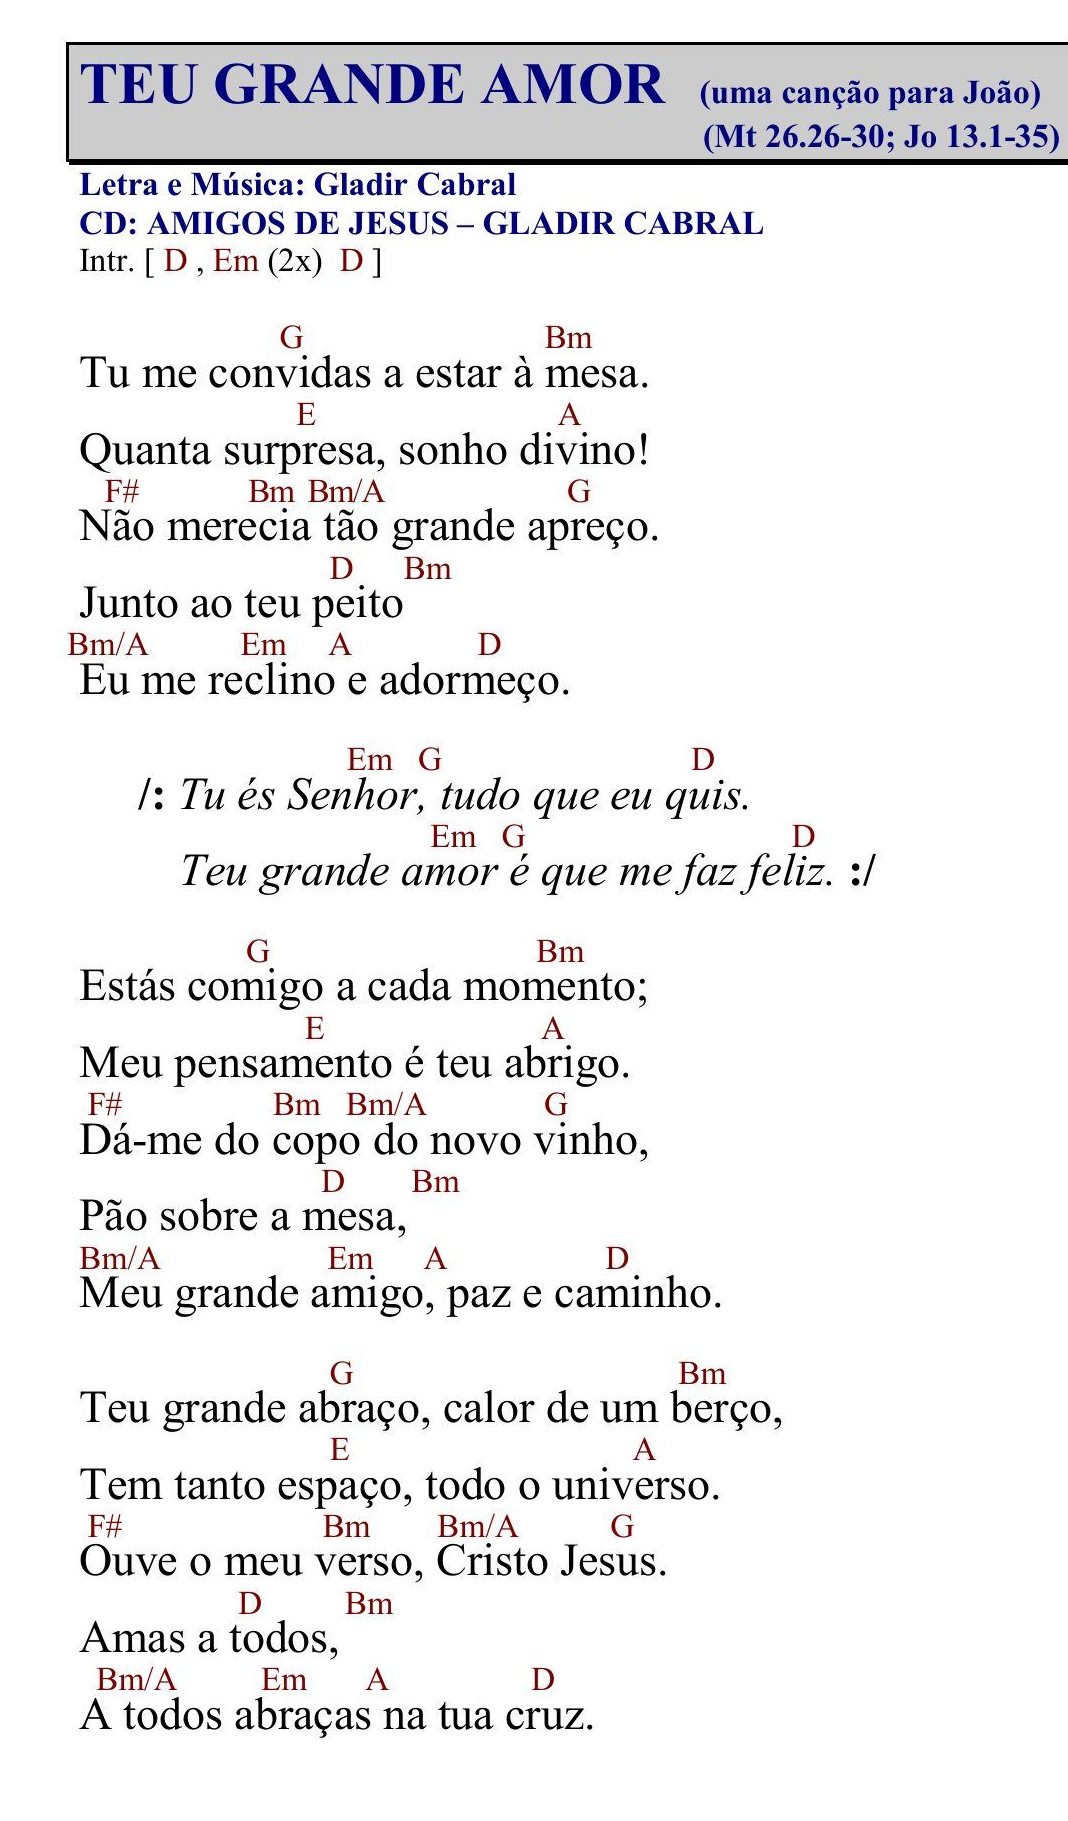 TEU GRANDE AMOR (uma canção para João)
(Mt 26.26-30; Jo 13.1-35)
Letra e Música: Gladir Cabral
CD: AMIGOS DE JESUS – GLADIR CABRAL
Intr. [ D , Em (2x) D ]
G Bm
Tu me convidas a estar à mesa.
E A
Quanta surpresa, sonho divino!
F# Bm Bm/A G
Não merecia tão grande apreço.
D Bm
Junto ao teu peito
Bm/A Em A D
Eu me reclino e adormeço.
Em G D
/: Tu és Senhor, tudo que eu quis.
Em G D
Teu grande amor é que me faz feliz. :/
G Bm
Estás comigo a cada momento;
E A
Meu pensamento é teu abrigo.
F# Bm Bm/A G
Dá-me do copo do novo vinho,
D Bm
Pão sobre a mesa,
Bm/A Em A D
Meu grande amigo, paz e caminho.
G Bm
Teu grande abraço, calor de um berço,
E A
Tem tanto espaço, todo o universo.
F# Bm Bm/A G
Ouve o meu verso, Cristo Jesus.
D Bm
Amas a todos,
Bm/A Em A D
A todos abraças na tua cruz.